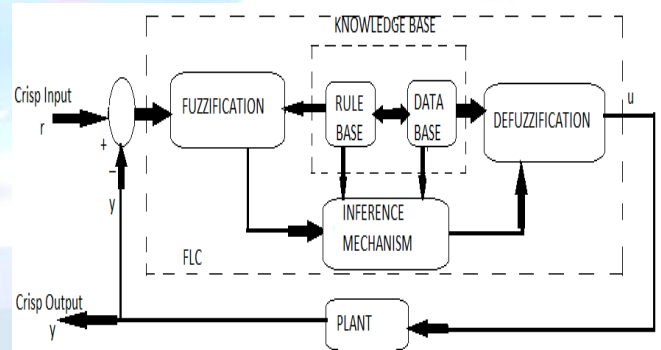 KNOWLEDGE BASE
Crisp Input
r
+
−
y
FUZZIFICATION
RULE
BASE
DATA
BASE
DEFUZZIFICATION
u
INFERENCE
MECHANISM
FLC
Crisp Output
y
PLANT